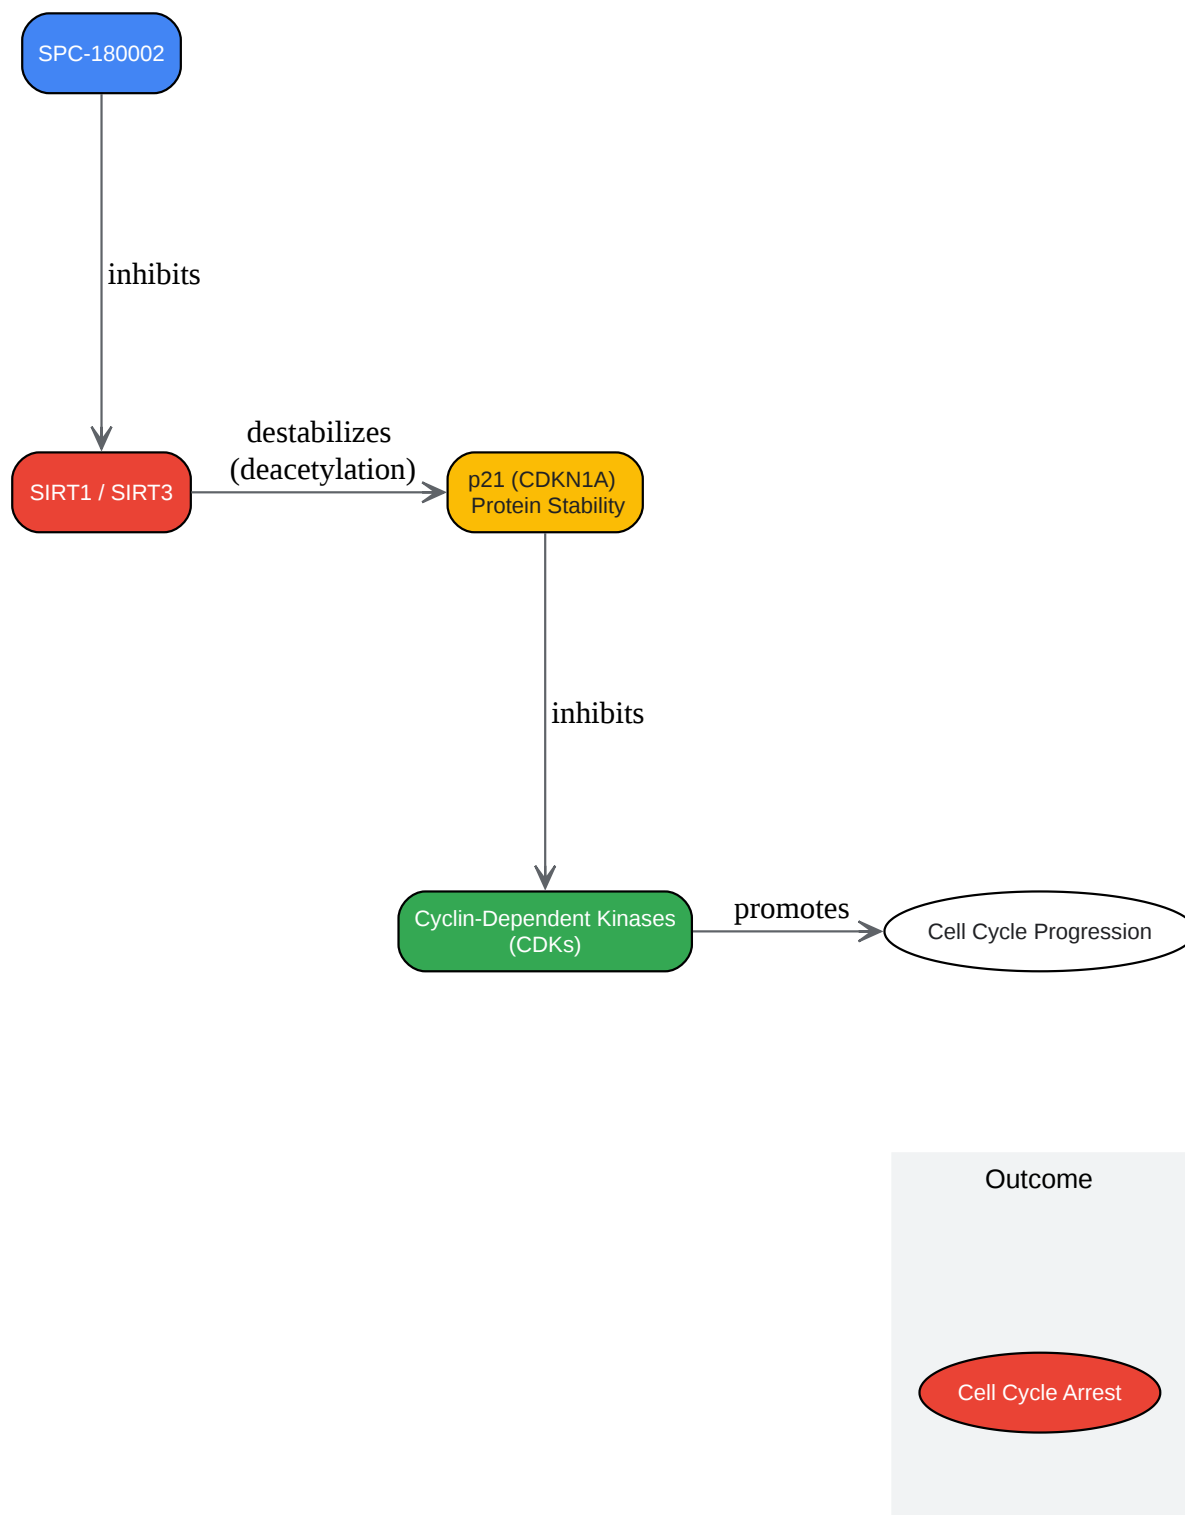 SPC-180002
inhibits
destabilizes
(deacetylation)
SIRT1 / SIRT3
p21 (CDKN1A)
Protein Stability
inhibits
Cyclin-Dependent Kinases
(CDKs)
promotes
Cell Cycle Progression
Outcome
Cell Cycle Arrest